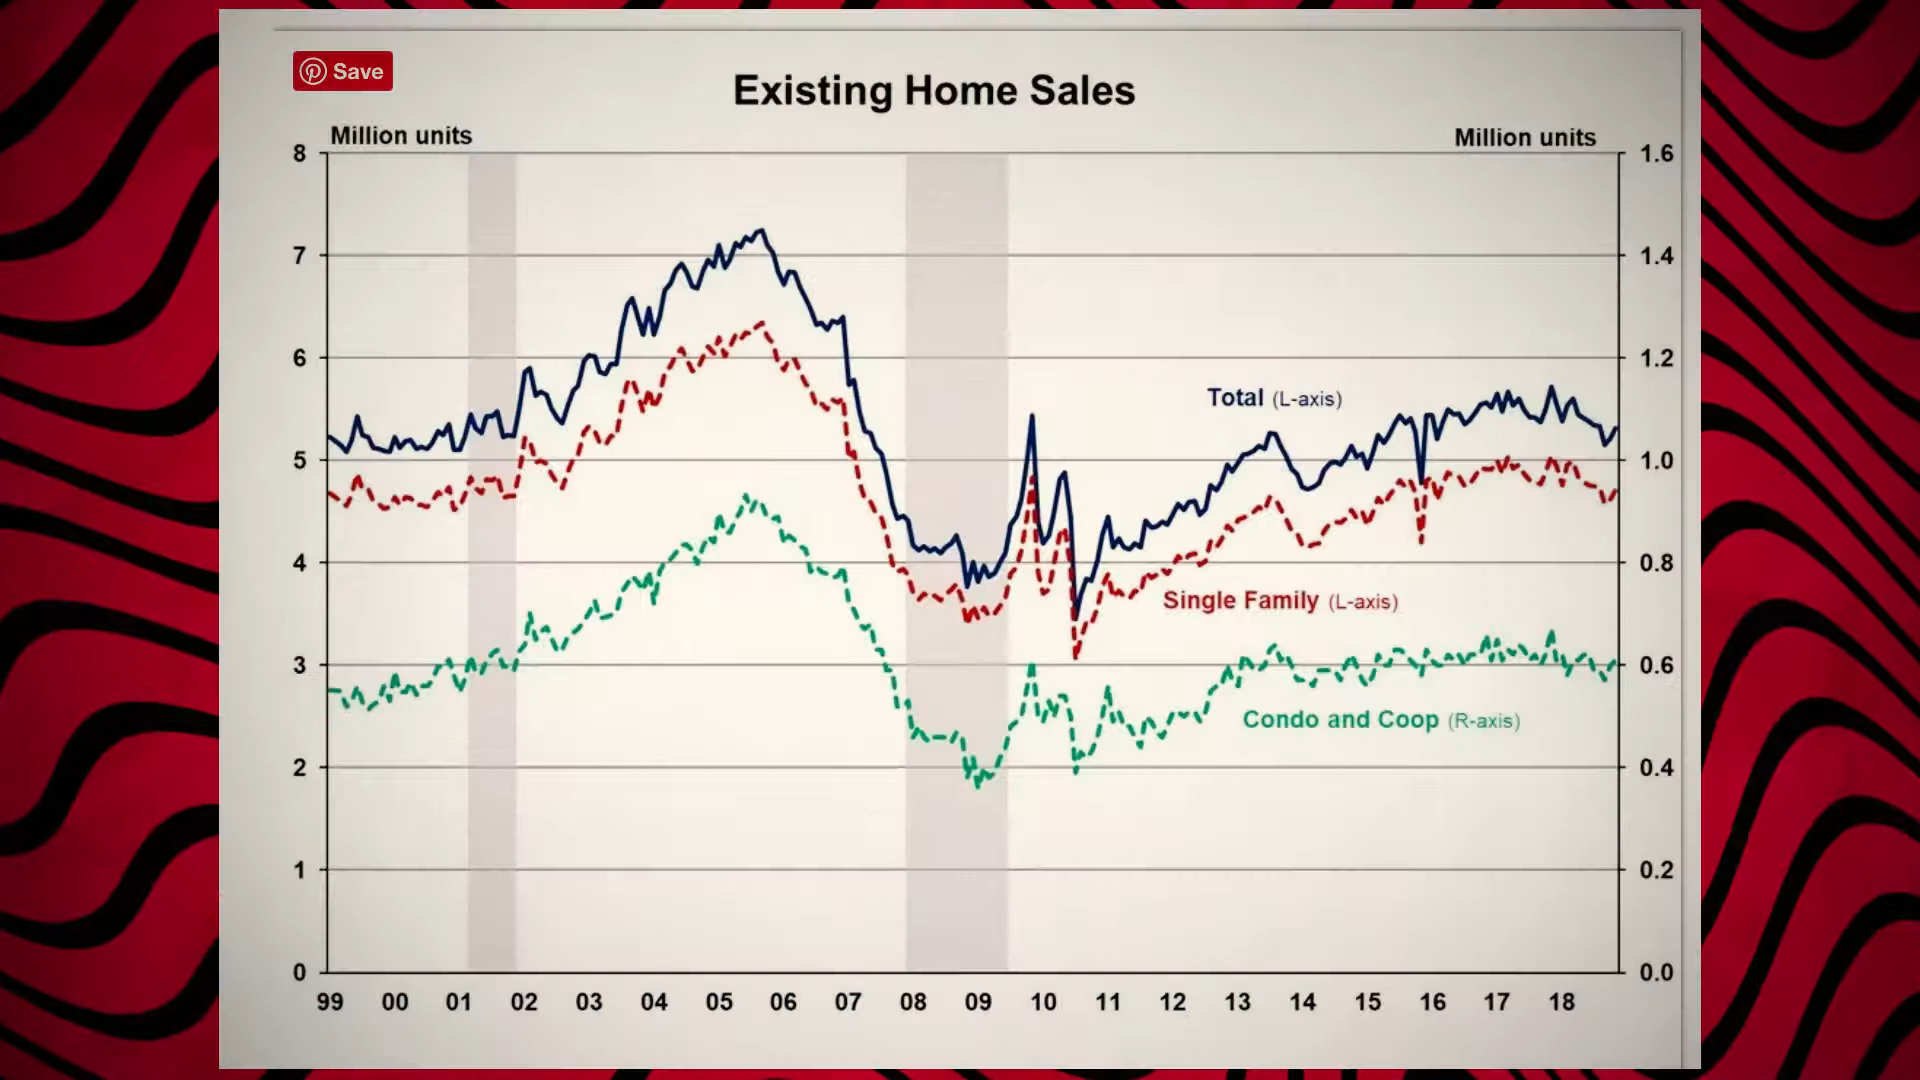 Save
Existing Home Sales
Million units
Million units
8
1.6
7
1.4
6
1.2
Total (L-axis)
5
1.0
4
0.8
Single Family (L-axis)
3
0.6
Condo and Coop (R-axis)
2
0.4
1
0.2
0
0.0
99 00 01 02 03 04 05 06 07 08 09 10 11 12 13 14 15 16 17 18